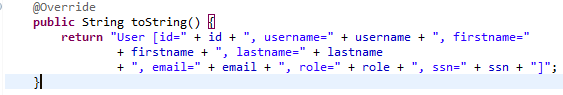 @Override
public String toString() {
return "User [id=" + id + ", username=" + username + ", firstname="
+ firstname + ", lastname=" + lastname
+ ", email=" + email + ", role=" + role + ", ssn=" + ssn + "]";
}